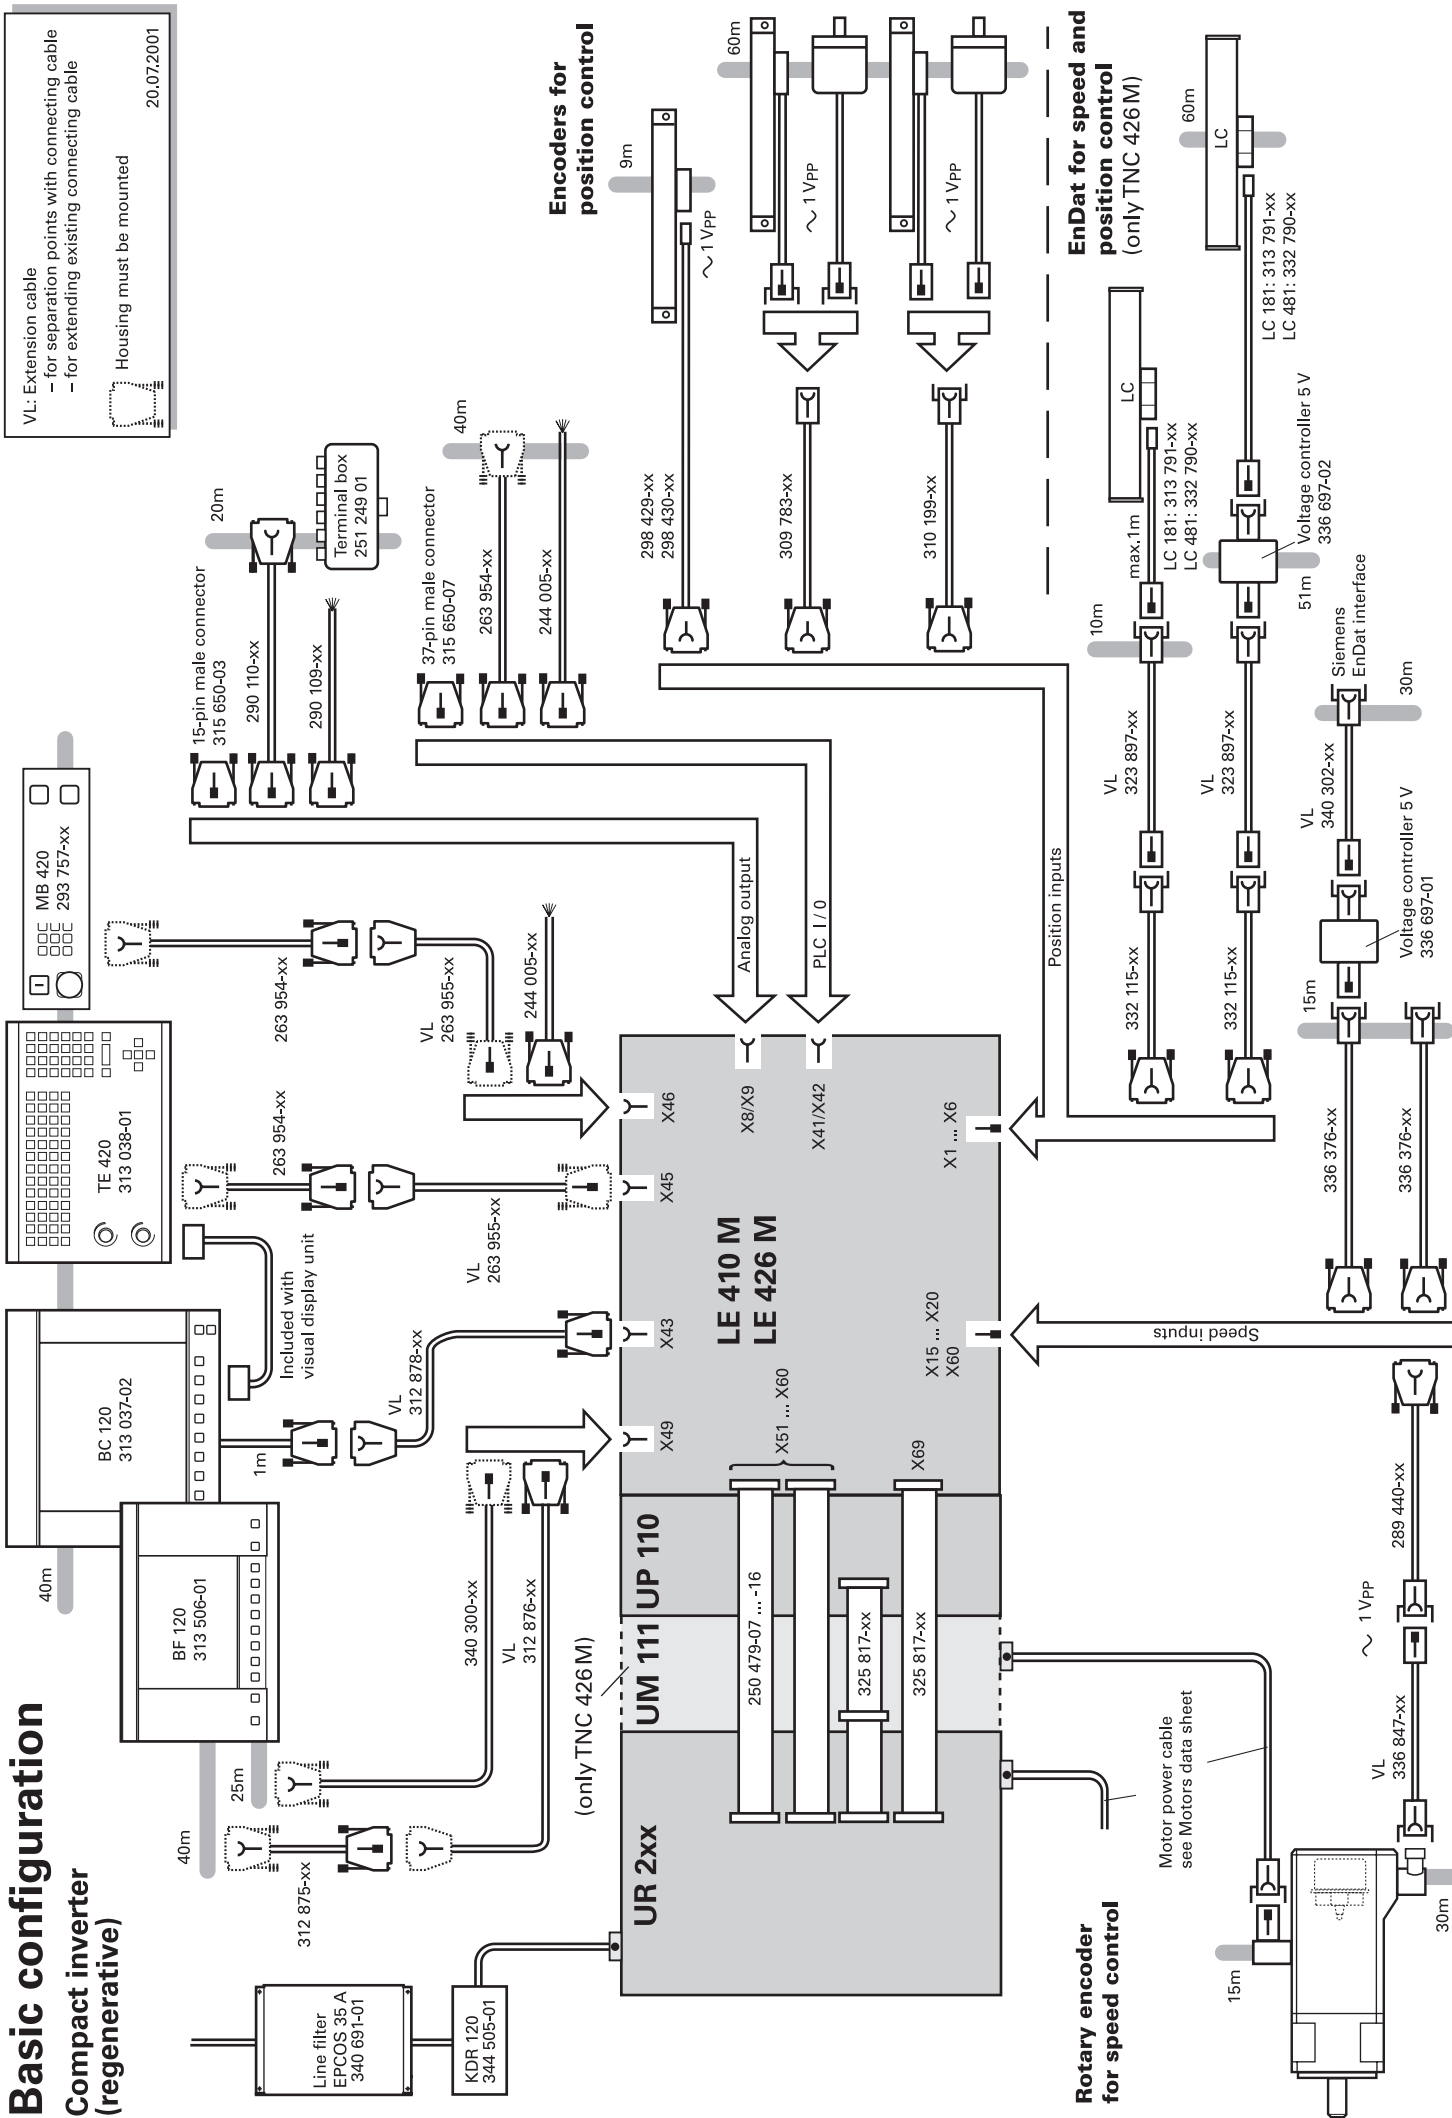 Basic configuration
Compact inverter
(regenerative)
VL: Extension cable
– for separation points with connecting cable
– for extending existing connecting cable
Housing must be mounted
20.07.2001
40m
BC 120
313 037-02
BF 120
313 506-01
TE 420
313 038-01
MB 420
293 757-xx
40m
25m
1m
Included with
visual display unit
312 875-xx
340 300-xx
VL
312 876-xx
VL
312 878-xx
263 954-xx
VL
263 955-xx
263 954-xx
VL
263 955-xx
244 005-xx
15-pin male connector
315 650-03
290 110-xx
290 109-xx
20m
Terminal box
251 249 01
37-pin male connector
315 650-07
263 954-xx
244 005-xx
40m
Encoders for
position control
9m
298 429-xx
298 430-xx
~ 1 VPP
60m
309 783-xx
~ 1 VPP
310 199-xx
~ 1 VPP
EnDat for speed and
position control
(only TNC 426 M)
Line filter
EPCOS 35 A
340 691-01
KDR 120
344 505-01
UR 2xx
(only TNC 426 M)
UM 111
UP 110
250 479-07 ... -16
325 817-xx
325 817-xx
X51 ... X60
X69
LE 410 M
LE 426 M
X49
X43
X45
X46
X8/X9
X41/X42
X1 ... X6
X15 ... X20
X60
Analog output
PLC I / 0
Position inputs
Speed inputs
332 115-xx
VL
323 897-xx
10m
max.1m
LC
LC 181: 313 791-xx
LC 481: 332 790-xx
332 115-xx
VL
323 897-xx
51m
Voltage controller 5 V
336 697-02
60m
LC
LC 181: 313 791-xx
LC 481: 332 790-xx
336 376-xx
15m
Voltage controller 5 V
336 697-01
VL
340 302-xx
Siemens
EnDat interface
30m
336 376-xx
Rotary encoder
for speed control
Motor power cable
see Motors data sheet
15m
30m
VL
336 847-xx
~ 1 VPP
289 440-xx